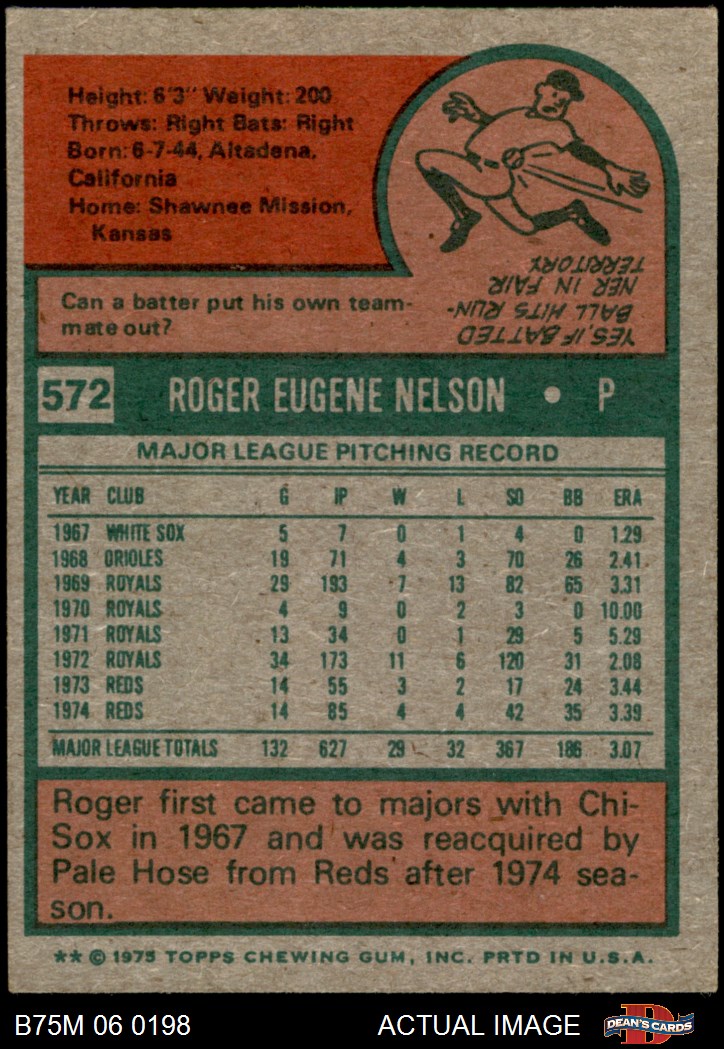 Height: 6'3" Weight: 200
Throws: Right Bats: Right
Born: 6-7-44, Altadena,
California
Home: Shawnee Mission,
Kansas
Can a batter put his own team-
mate out?
YES, IF BATTED
BALL HITS RUN-
NER IN FAIR
TERRITORY
572 ROGER EUGENE NELSON • P
MAJOR LEAGUE PITCHING RECORD
YEAR CLUB G IP W L SO BB ERA
1967 WHITE SOX 5 7 0 1 4 0 1.29
1968 ORIOLES 19 71 4 3 70 26 2.41
1969 ROYALS 29 193 7 13 82 65 3.31
1970 ROYALS 4 9 0 2 3 0 10.00
1971 ROYALS 13 34 0 1 29 5 5.29
1972 ROYALS 34 173 11 6 120 31 2.08
1973 REDS 14 55 3 2 17 24 3.44
1974 REDS 14 85 4 4 42 35 3.39
MAJOR LEAGUE TOTALS 132 627 29 32 367 186 3.07
Roger first came to majors with Chi-
Sox in 1967 and was reacquired by
Pale Hose from Reds after 1974 sea-
son.
** © 1975 TOPPS CHEWING GUM, INC. PRTD IN U.S.A.
B75M 06 0198 ACTUAL IMAGE D DEAN'S CARDS